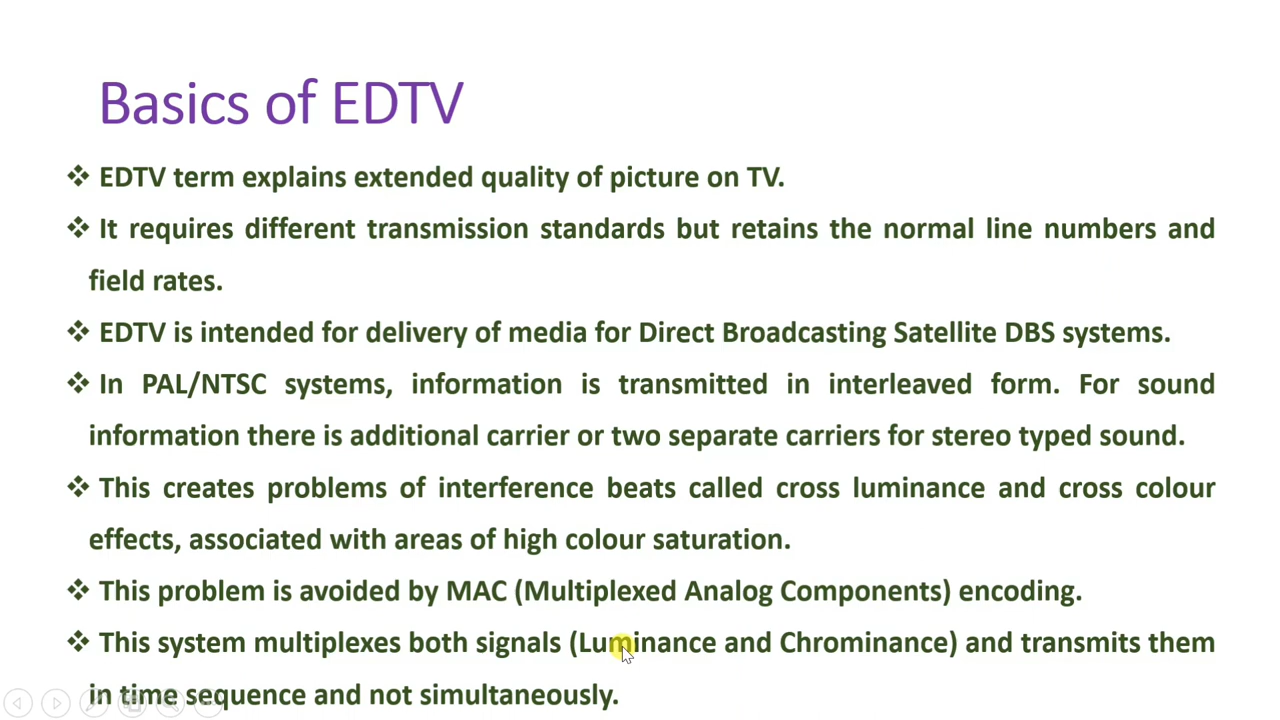 Basics of EDTV
❖ EDTV term explains extended quality of picture on TV.
❖ It requires different transmission standards but retains the normal line numbers and
field rates.
❖ EDTV is intended for delivery of media for Direct Broadcasting Satellite DBS systems.
❖ In PAL/NTSC systems, information is transmitted in interleaved form. For sound
information there is additional carrier or two separate carriers for stereo typed sound.
❖ This creates problems of interference beats called cross luminance and cross colour
effects, associated with areas of high colour saturation.
❖ This problem is avoided by MAC (Multiplexed Analog Components) encoding.
❖ This system multiplexes both signals (Luminance and Chrominance) and transmits them
in time sequence and not simultaneously.